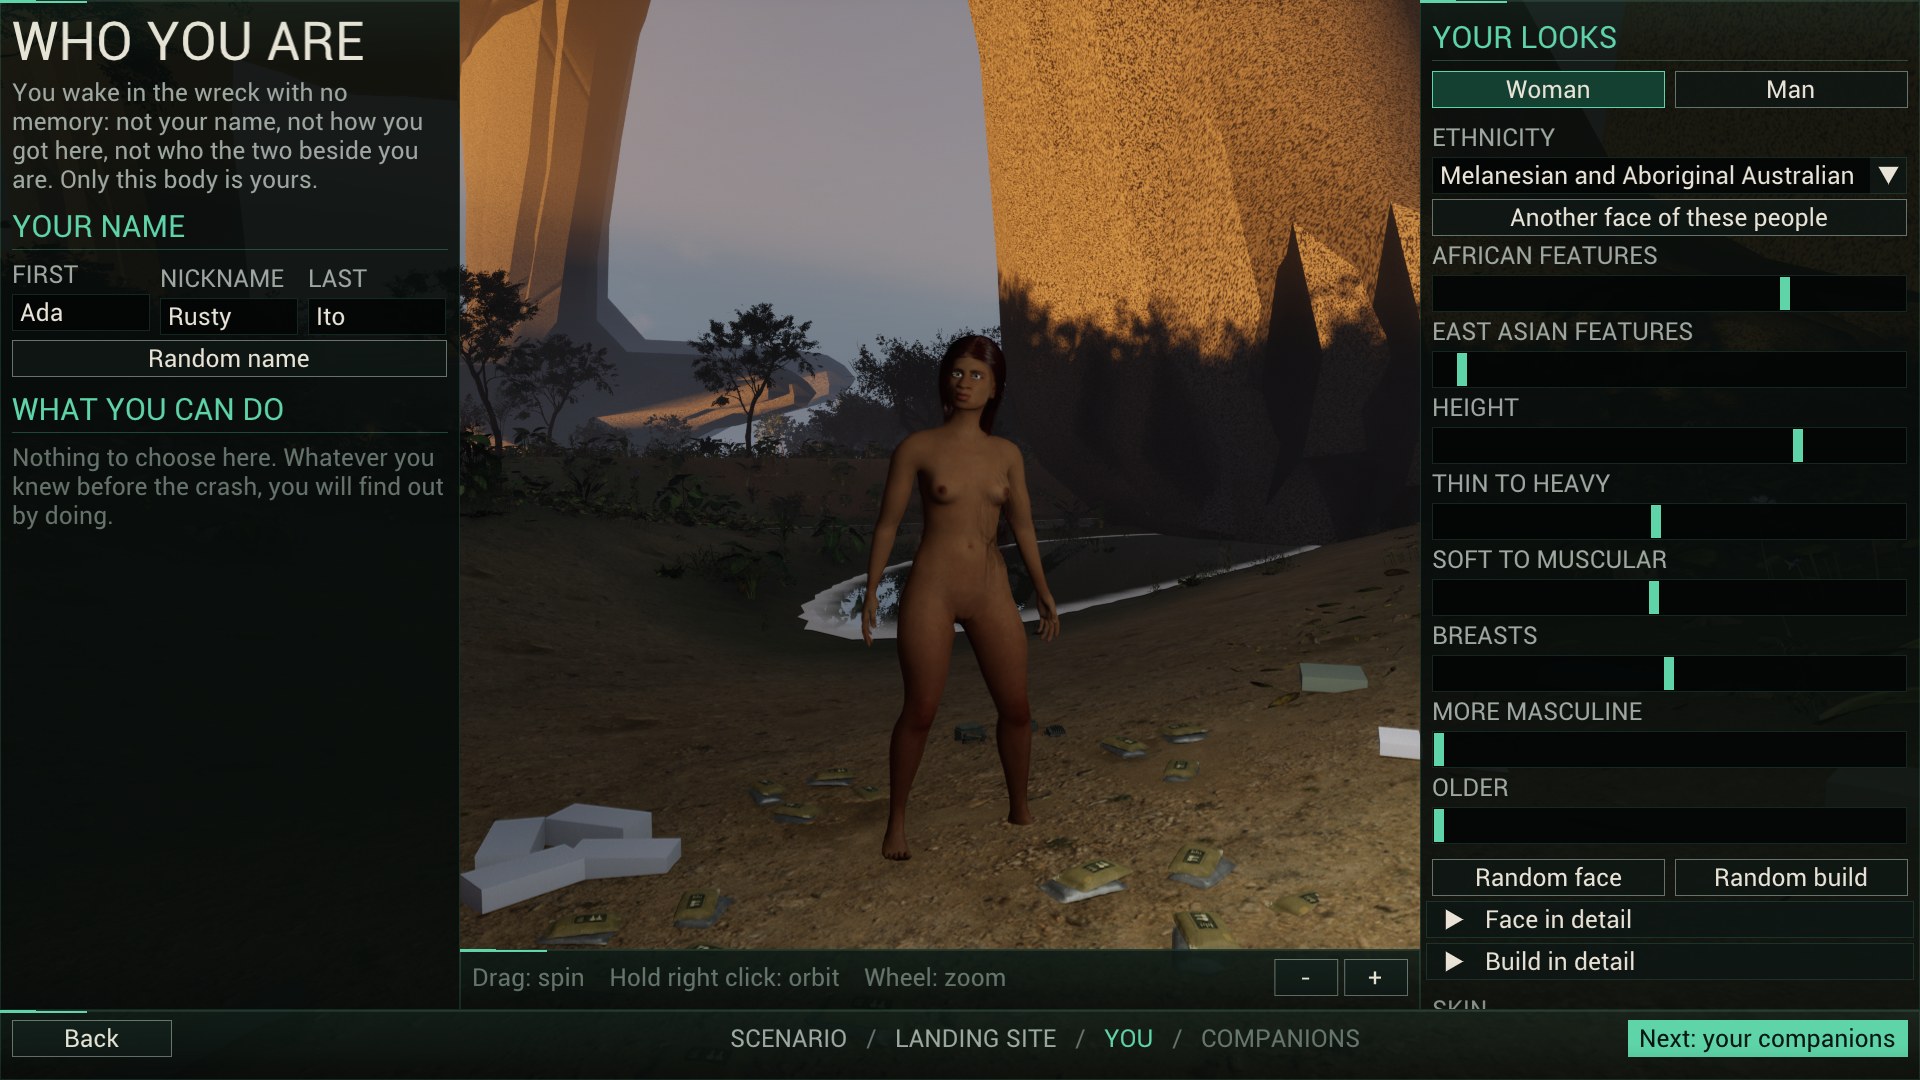 WHO YOU ARE
You wake in the wreck with no
memory: not your name, not how you
got here, not who the two beside you
are. Only this body is yours.
YOUR NAME
FIRST
NICKNAME
LAST
Ada
Rusty
Ito
Random name
WHAT YOU CAN DO
Nothing to choose here. Whatever you
knew before the crash, you will find out
by doing.
Drag: spin
Hold right click: orbit
Wheel: zoom
-
+
YOUR LOOKS
Woman
Man
ETHNICITY
Melanesian and Aboriginal Australian
Another face of these people
AFRICAN FEATURES
EAST ASIAN FEATURES
HEIGHT
THIN TO HEAVY
SOFT TO MUSCULAR
BREASTS
MORE MASCULINE
OLDER
Random face
Random build
Face in detail
Build in detail
SKIN
Back
SCENARIO / LANDING SITE / YOU / COMPANIONS
Next: your companions